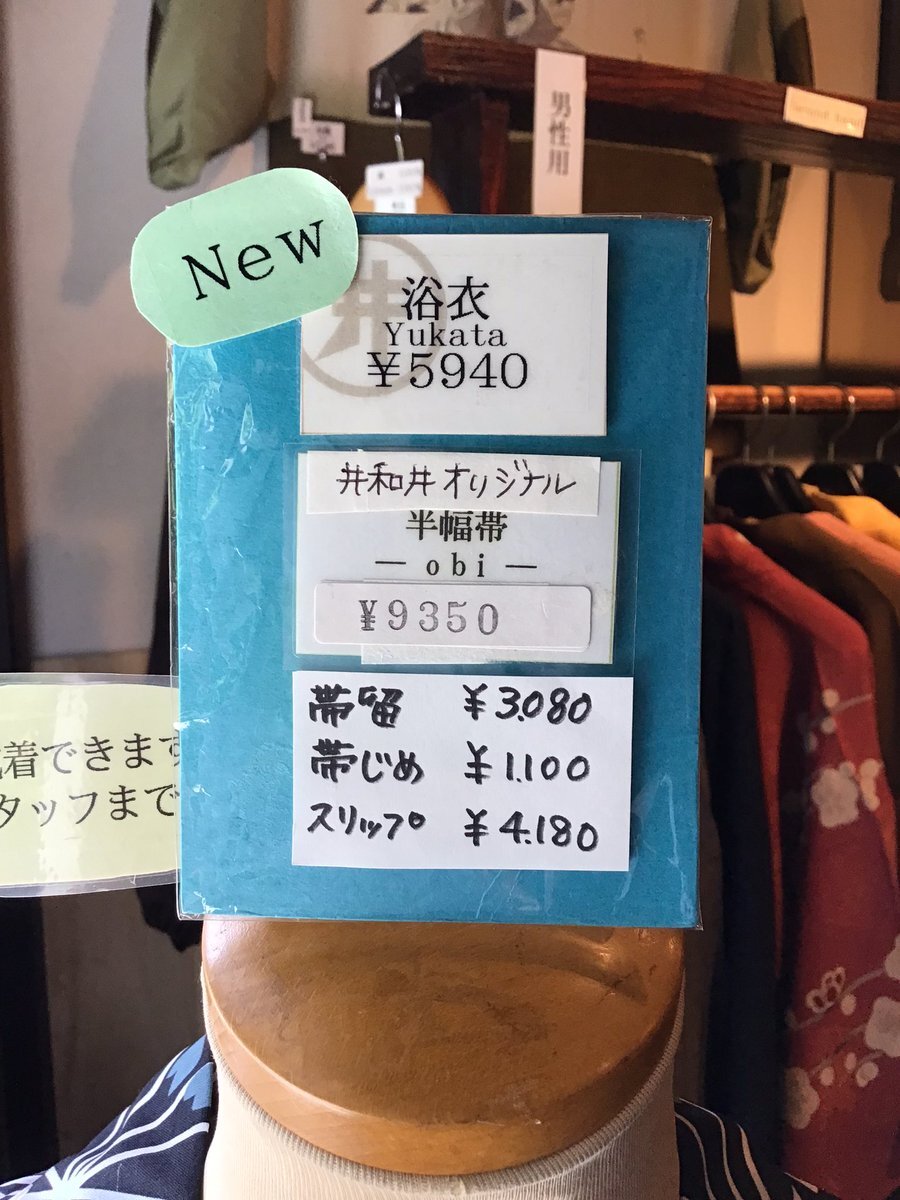 男性用
New
井
浴衣
Yukata
¥5940
井和井オリジナル
半幅帯
— obi —
¥9350
帯留 ¥3.080
帯じめ ¥1.100
スリップ ¥4.180
着できます
タッフまで